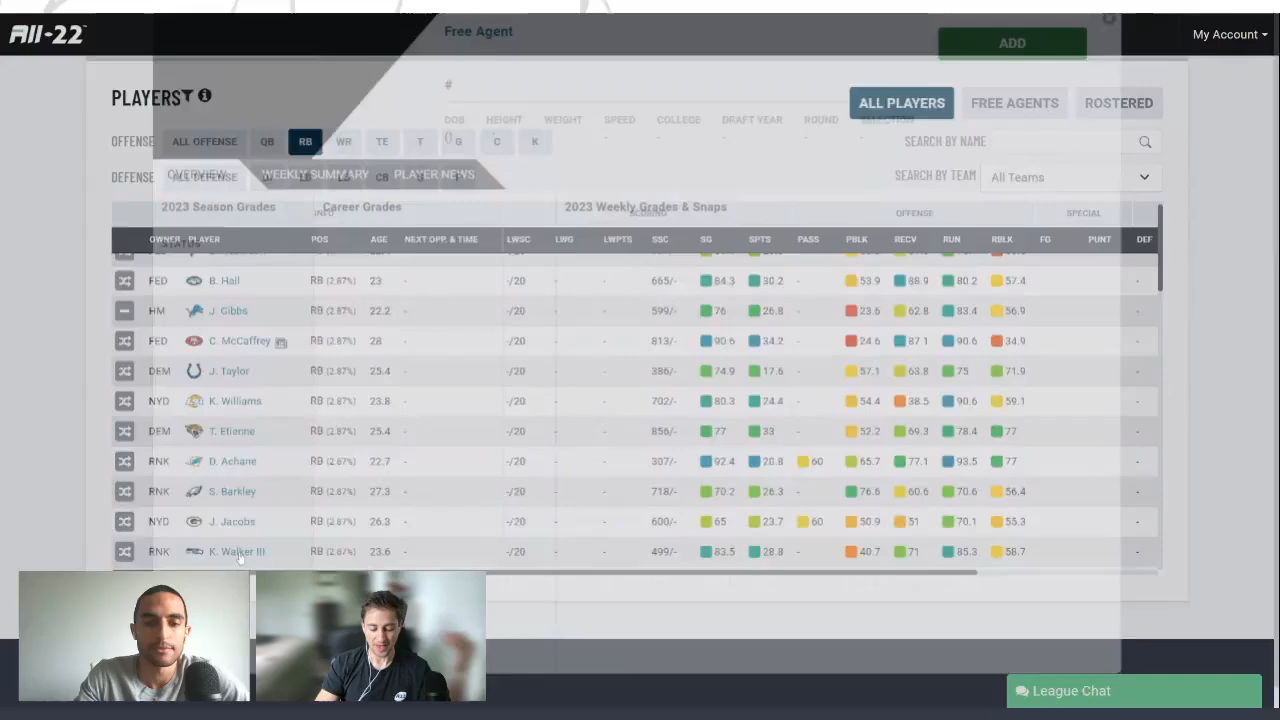 All-22
My Account
Free Agent
ADD
#
PLAYERS
ALL PLAYERS
FREE AGENTS
ROSTERED
DOB HEIGHT WEIGHT SPEED COLLEGE DRAFT YEAR ROUND SELECTION
OFFENSE ALL OFFENSE QB RB WR TE T G C K
SEARCH BY NAME
DEFENSE
OVERVIEW WEEKLY SUMMARY PLAYER NEWS
SEARCH BY TEAM All Teams
2023 Season Grades Career Grades 2023 Weekly Grades & Snaps
INFO SCORING OFFENSE SPECIAL
OWNER PLAYER POS AGE NEXT OPP. & TIME LWSC LWG LWPTS SSC SG SPTS PASS PBLK RECV RUN RBLK FG PUNT DEF
FED B. Hall RB (2.87%) 23 - -/20 - - 665/- 84.3 30.2 - 53.9 88.9 80.2 57.4 -
HM J. Gibbs RB (2.87%) 22.2 - -/20 - - 599/- 76 26.8 - 23.6 62.8 83.4 56.9 -
FED C. McCaffrey RB (2.87%) 28 - -/20 - - 813/- 90.6 34.2 - 24.6 87.1 90.6 34.9 -
DEM J. Taylor RB (2.87%) 25.4 - -/20 - - 386/- 74.9 17.6 - 57.1 63.8 75 71.9 -
NYD K. Williams RB (2.87%) 23.8 - -/20 - - 702/- 80.3 24.4 - 54.4 38.5 90.6 59.1 -
DEM T. Etienne RB (2.87%) 25.4 - -/20 - - 856/- 77 33 - 52.2 69.3 78.4 77 -
RNK D. Achane RB (2.87%) 22.7 - -/20 - - 307/- 92.4 20.8 60 65.7 77.1 93.5 77 -
RNK S. Barkley RB (2.87%) 27.3 - -/20 - - 718/- 70.2 26.3 - 76.6 60.6 70.6 56.4 -
NYD J. Jacobs RB (2.87%) 26.3 - -/20 - - 600/- 65 23.7 60 50.9 51 70.1 55.3 -
RNK K. Walker III RB (2.87%) 23.6 - -/20 - - 499/- 83.5 28.8 - 40.7 71 85.3 58.7 -
League Chat